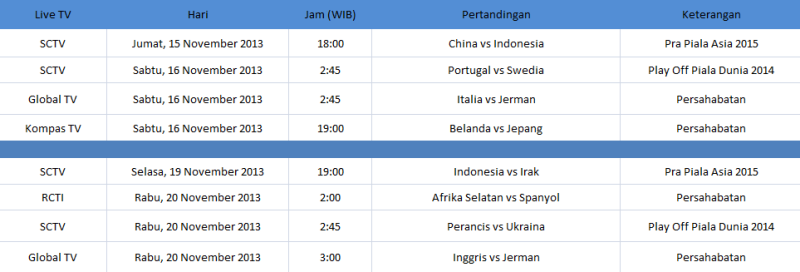 Live TV Hari Jam (WIB) Pertandingan Keterangan
SCTV Jumat, 15 November 2013 18:00 China vs Indonesia Pra Piala Asia 2015
SCTV Sabtu, 16 November 2013 2:45 Portugal vs Swedia Play Off Piala Dunia 2014
Global TV Sabtu, 16 November 2013 2:45 Italia vs Jerman Persahabatan
Kompas TV Sabtu, 16 November 2013 19:00 Belanda vs Jepang Persahabatan
SCTV Selasa, 19 November 2013 19:00 Indonesia vs Irak Pra Piala Asia 2015
RCTI Rabu, 20 November 2013 2:00 Afrika Selatan vs Spanyol Persahabatan
SCTV Rabu, 20 November 2013 2:45 Perancis vs Ukraina Play Off Piala Dunia 2014
Global TV Rabu, 20 November 2013 3:00 Inggris vs Jerman Persahabatan